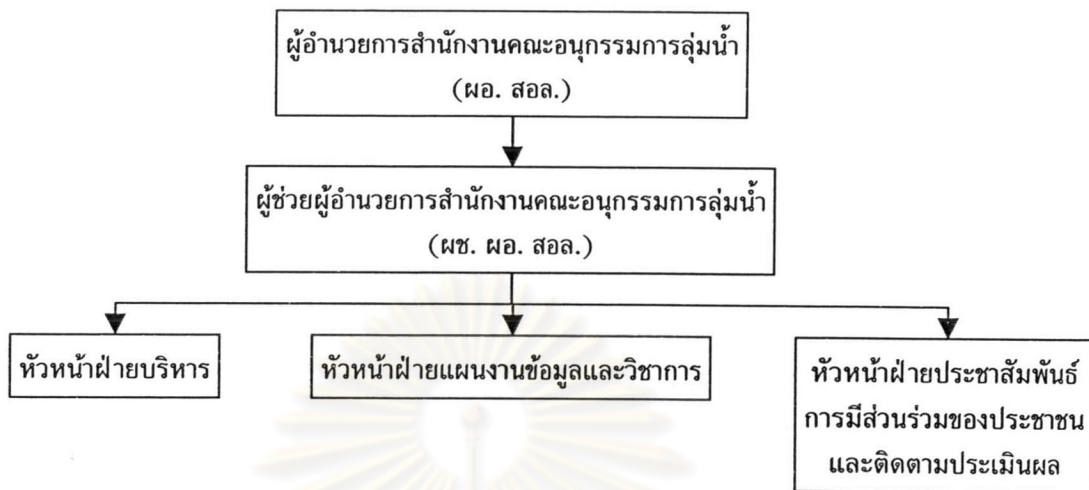 ผู้อำนวยการสำนักงานคณะอนุกรรมการลุ่มน้ำ
(ผอ. สอล.)
ผู้ช่วยผู้อำนวยการสำนักงานคณะอนุกรรมการลุ่มน้ำ
(ผช. ผอ. สอล.)
หัวหน้าฝ่ายบริหาร
หัวหน้าฝ่ายแผนงานข้อมูลและวิชาการ
หัวหน้าฝ่ายประชาสัมพันธ์
การมีส่วนร่วมของประชาชน
และติดตามประเมินผล